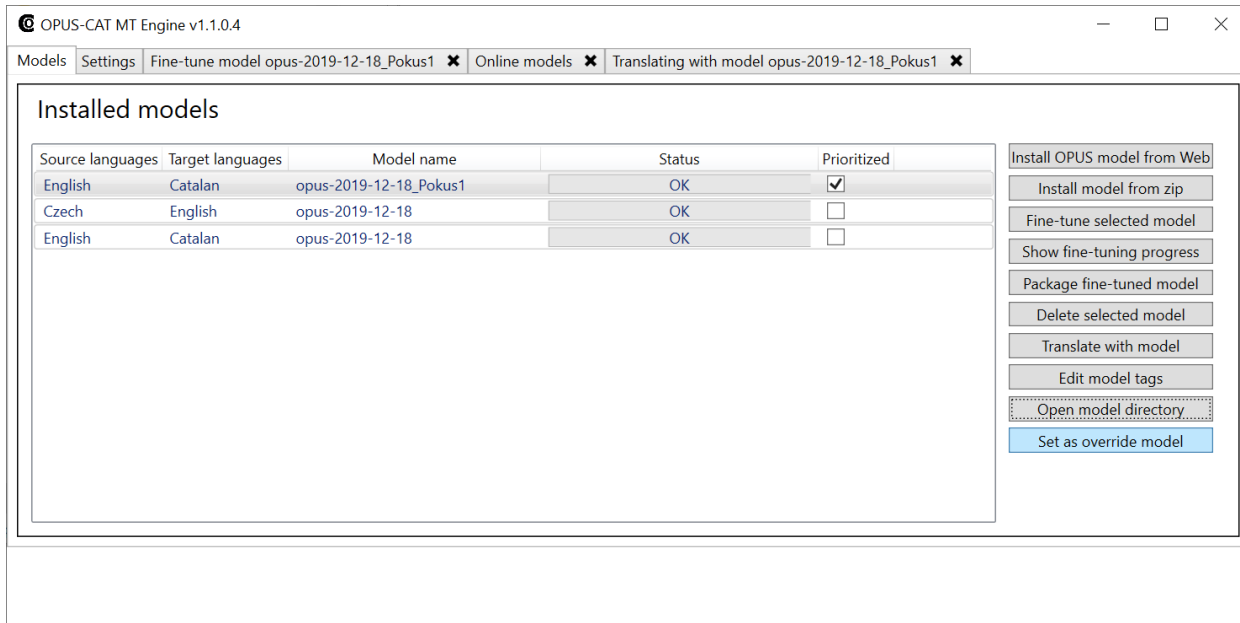 OPUS-CAT MT Engine v1.1.0.4
Models Settings Fine-tune model opus-2019-12-18_Pokus1 Online models Translating with model opus-2019-12-18_Pokus1
Installed models
Source languages Target languages Model name Status Prioritized
English Catalan opus-2019-12-18_Pokus1 OK
Czech English opus-2019-12-18 OK
English Catalan opus-2019-12-18 OK
Install OPUS model from Web
Install model from zip
Fine-tune selected model
Show fine-tuning progress
Package fine-tuned model
Delete selected model
Translate with model
Edit model tags
Open model directory
Set as override model